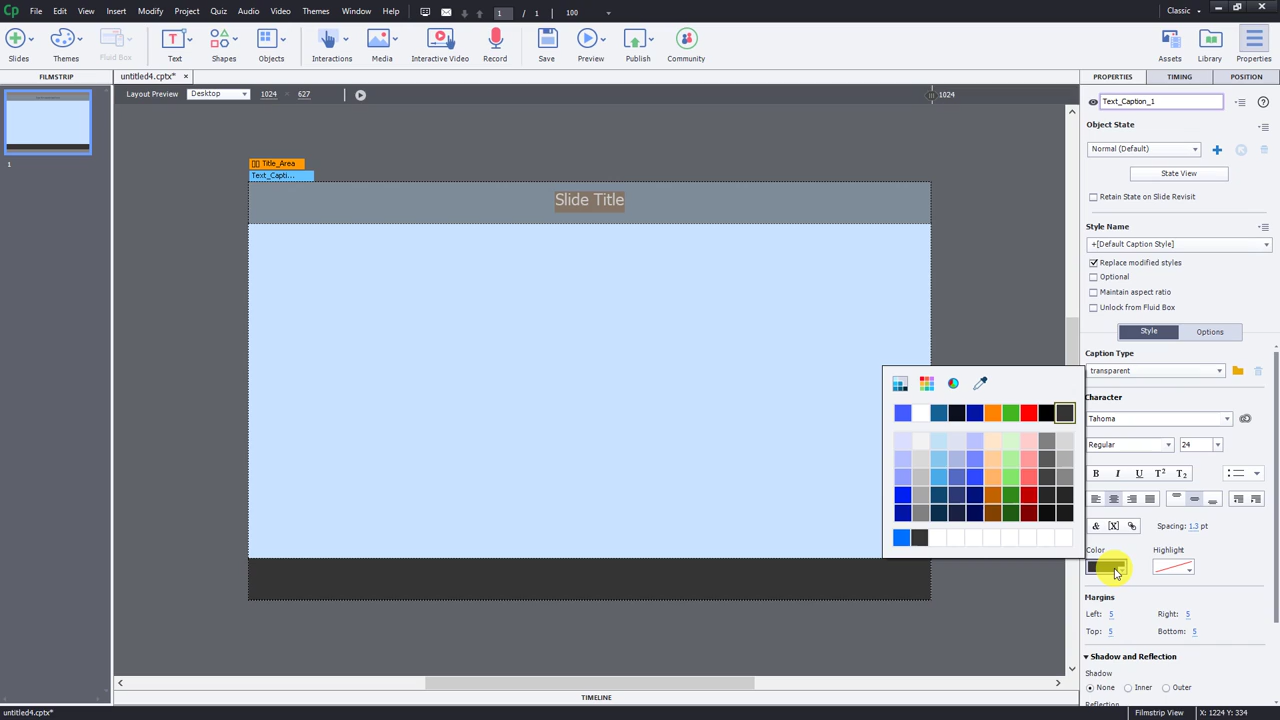 Cp File Edit View Insert Modify Project Quiz Audio Video Themes Window Help 1 / 1 100 Classic
Slides Themes Fluid Box Text Shapes Objects Interactions Media Interactive Video Record Save Preview Publish Community Assets Library Properties
FILMSTRIP untitled4.cptx* × PROPERTIES TIMING POSITION
Layout Preview Desktop 1024 × 627 1024
Text_Caption_1
Object State
Normal (Default)
State View
Retain State on Slide Revisit
1
Title_Area
Text_Capti...
Slide Title
Style Name
+[Default Caption Style]
Replace modified styles
Optional
Maintain aspect ratio
Unlock from Fluid Box
Style Options
Caption Type
transparent
Character
Tahoma
Regular 24
B I U T² T₂
& [X] Spacing: 1.3 pt
Color Highlight
Margins
Left: 5 Right: 5
Top: 5 Bottom: 5
Shadow and Reflection
Shadow
None Inner Outer
Reflection
TIMELINE
untitled4.cptx* Filmstrip View X: 1224 Y: 334